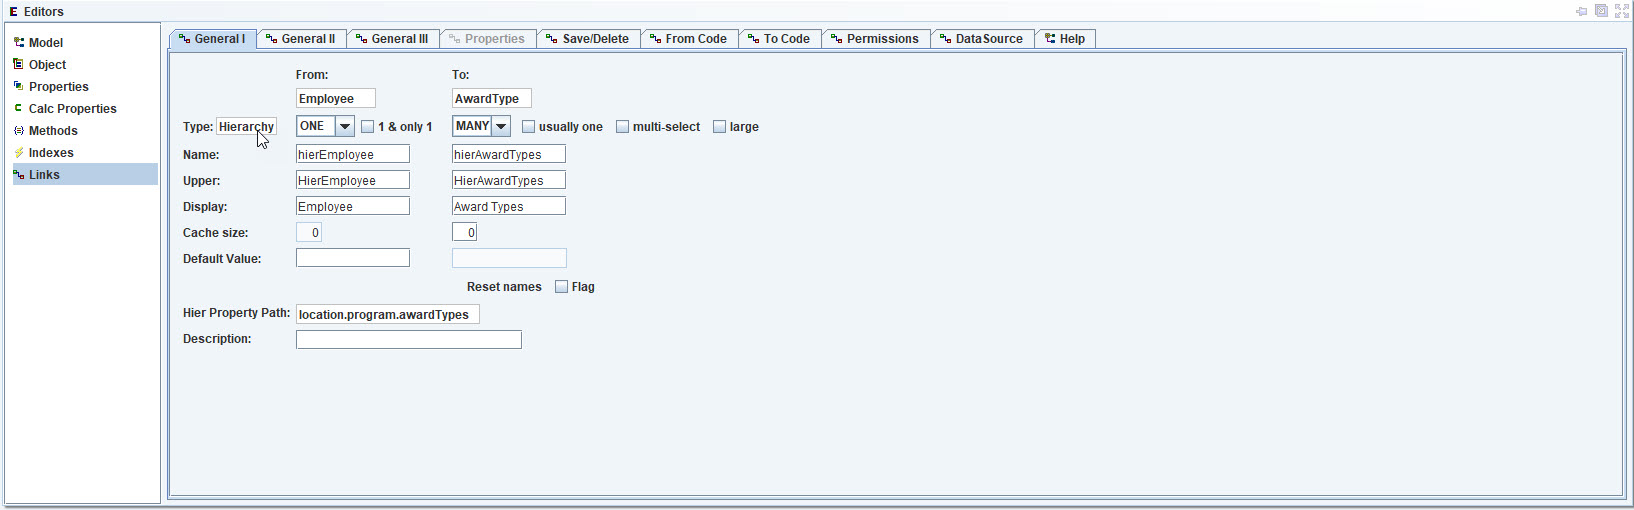 Editors
Model
Object
Properties
Calc Properties
Methods
Indexes
Links
General I General II General III Properties Save/Delete From Code To Code Permissions DataSource Help
From: To:
Employee AwardType
Type: Hierarchy ONE 1 & only 1 MANY usually one multi-select large
Name: hierEmployee hierAwardTypes
Upper: HierEmployee HierAwardTypes
Display: Employee Award Types
Cache size: 0 0
Default Value:
Reset names Flag
Hier Property Path: location.program.awardTypes
Description: